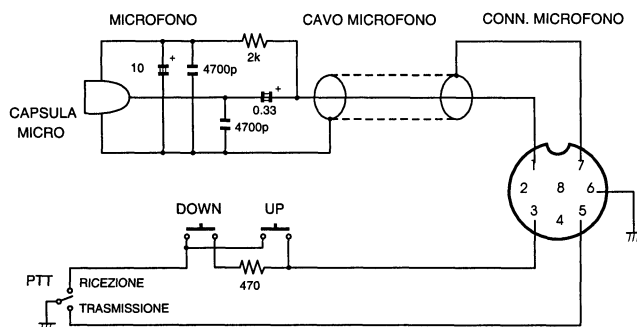 MICROFONO
CAVO MICROFONO
CONN. MICROFONO
2k
10
+
4700p
+
0.33
4700p
CAPSULA
MICRO
1
7
2
8
6
3
4
5
DOWN
UP
470
PTT
RICEZIONE
TRASMISSIONE